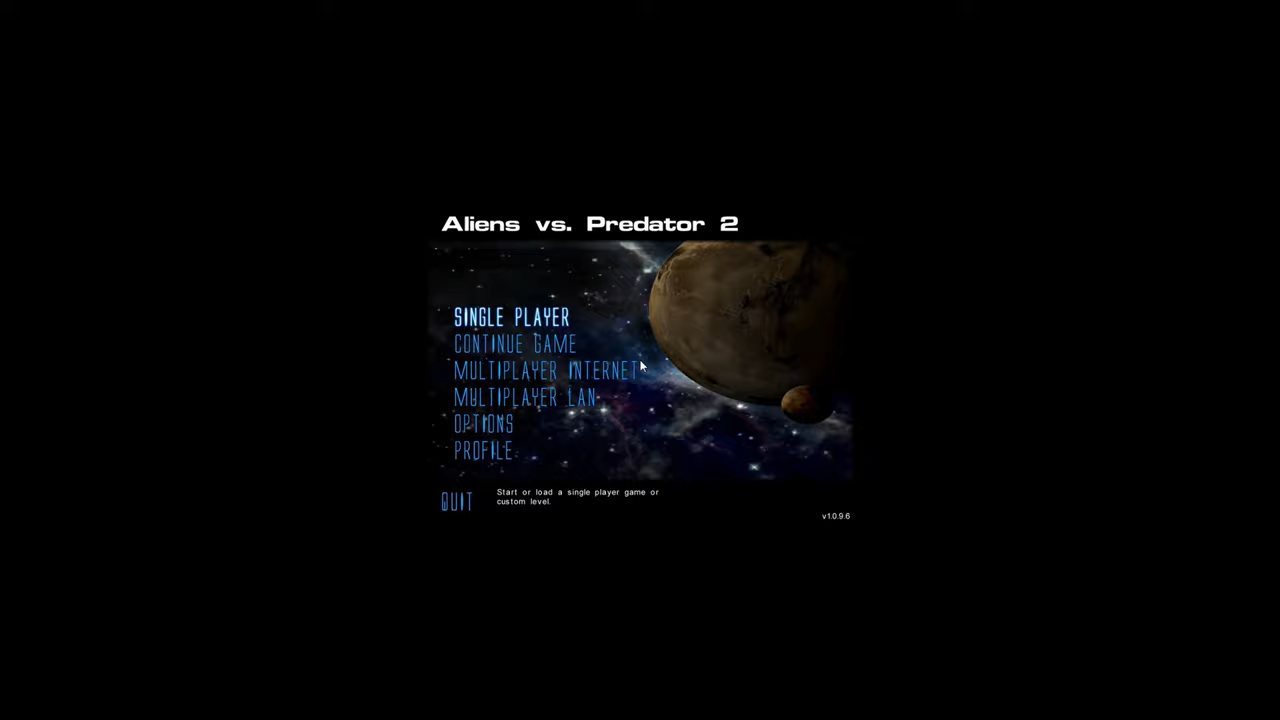 Aliens vs. Predator 2
SINGLE PLAYER
CONTINUE GAME
MULTIPLAYER INTERNET
MULTIPLAYER LAN
OPTIONS
PROFILE
QUIT
Start or load a single player game or
custom level.
v1.0.9.6